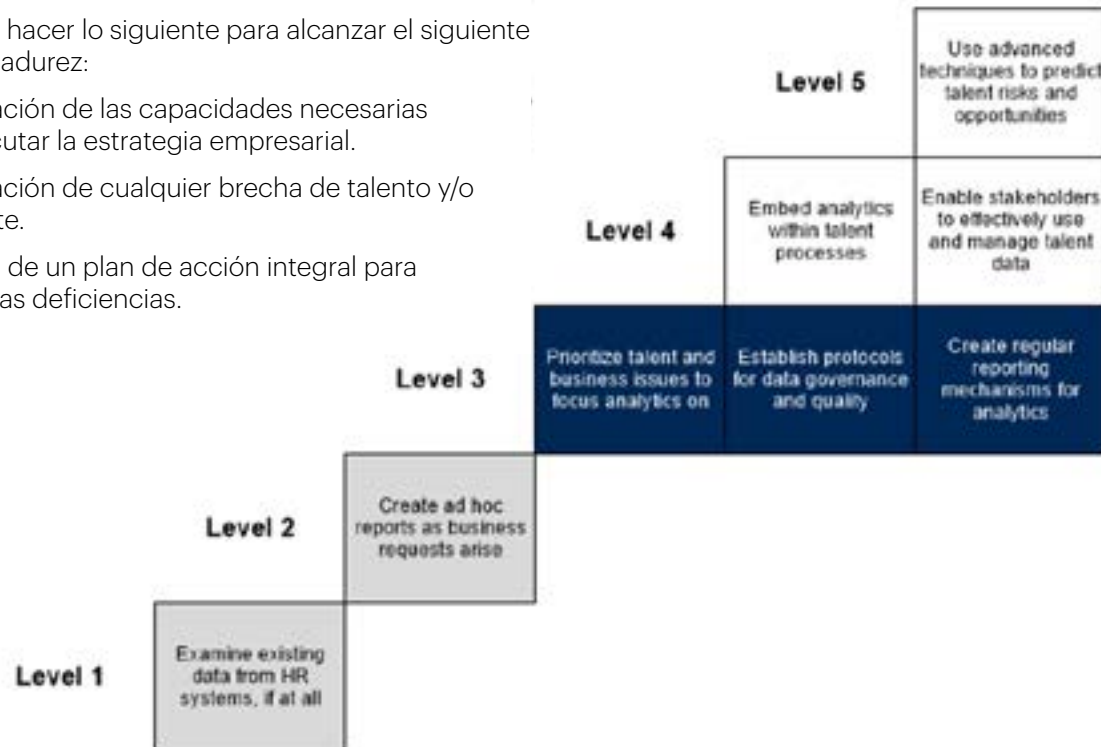 hacer lo siguiente para alcanzar el siguiente
adurez:
ación de las capacidades necesarias
cutar la estrategia empresarial.
ación de cualquier brecha de talento y/o
te.
de un plan de acción integral para
as deficiencias.
Level 5
Use advanced
techniques to predict
talent risks and
opportunities
Level 4
Embed analytics
within talent
processes
Enable stakeholders
to effectively use
and manage talent
data
Level 3
Prioritize talent and
business issues to
focus analytics on
Establish protocols
for data governance
and quality
Create regular
reporting
mechanisms for
analytics
Level 2
Create ad hoc
reports as business
requests arise
Level 1
Examine existing
data from HR
systems, if at all